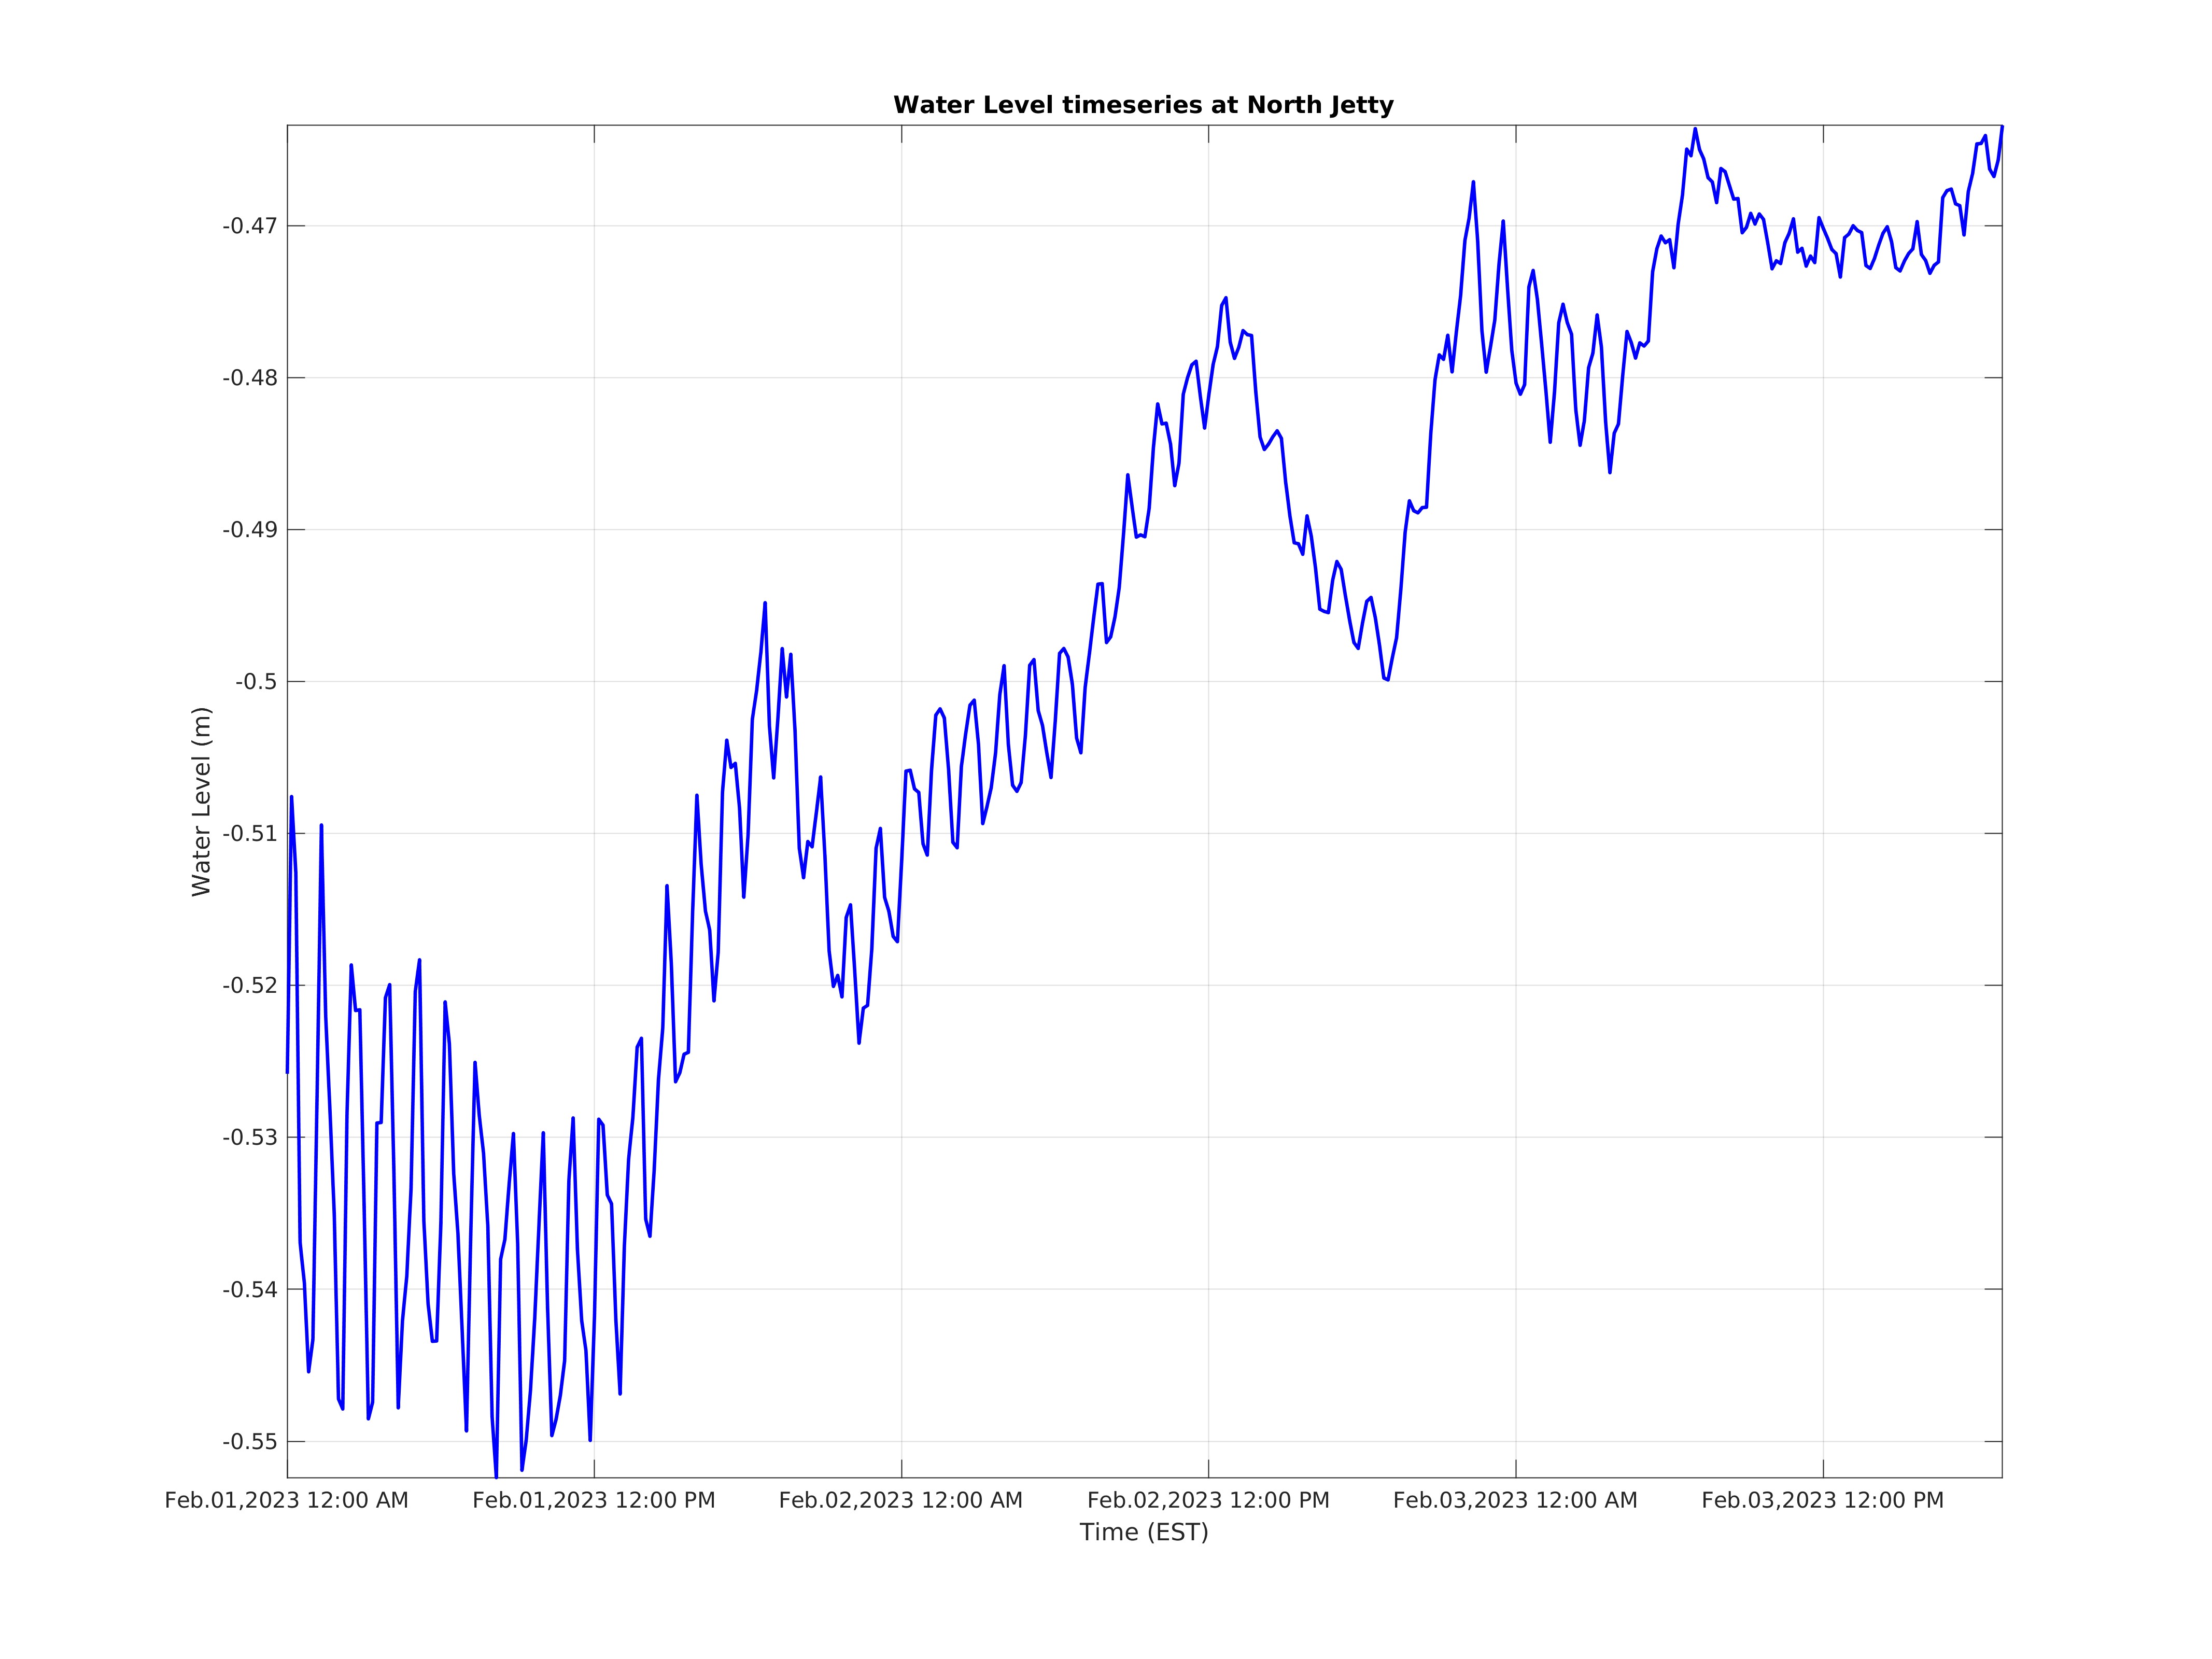 Water Level timeseries at North Jetty
-0.47
-0.48
-0.49
-0.5
-0.51
-0.52
-0.53
-0.54
-0.55
Water Level (m)
Feb.01,2023 12:00 AM
Feb.01,2023 12:00 PM
Feb.02,2023 12:00 AM
Feb.02,2023 12:00 PM
Feb.03,2023 12:00 AM
Feb.03,2023 12:00 PM
Time (EST)